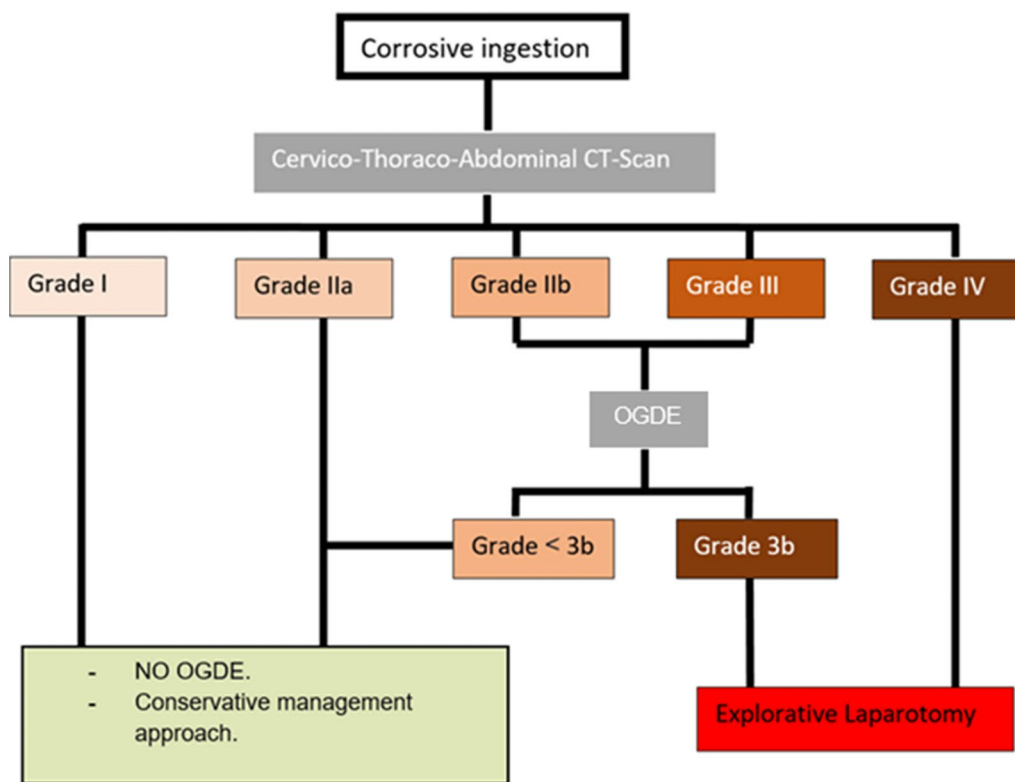 Corrosive ingestion
Cervico-Thoraco-Abdominal CT-Scan
Grade I
Grade IIa
Grade IIb
Grade III
Grade IV
OGDE
Grade < 3b
Grade 3b
- NO OGDE.
- Conservative management
approach.
Explorative Laparotomy